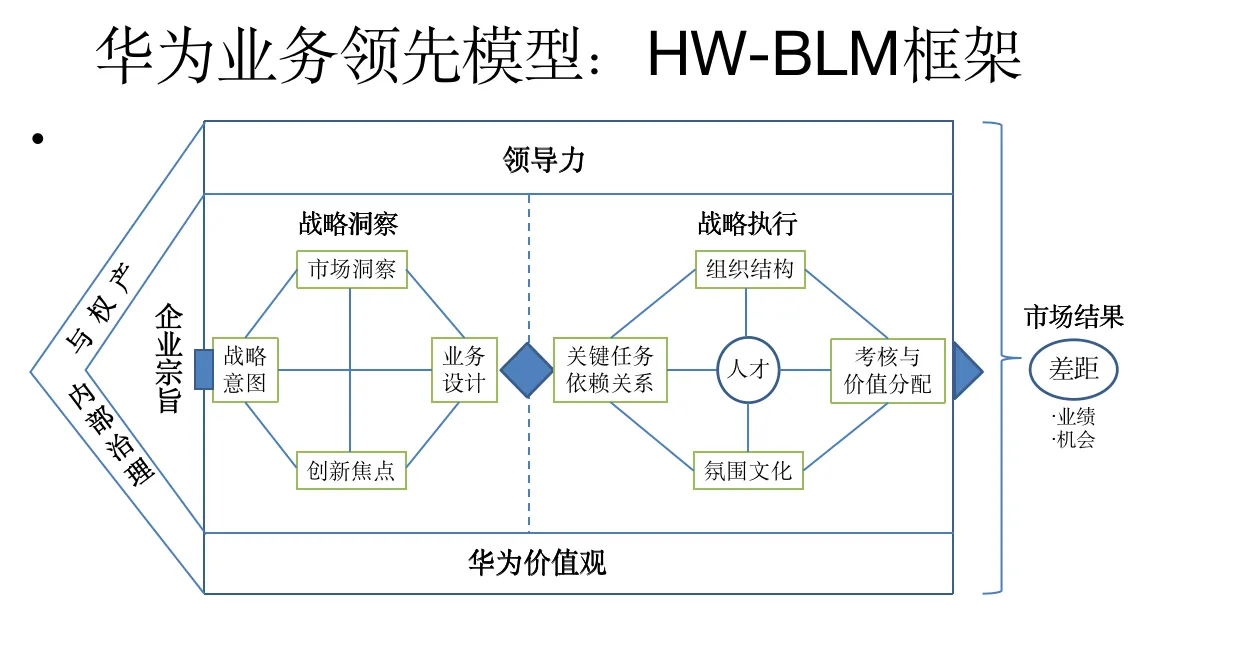 华为业务领先模型：HW-BLM框架
•
领导力
战略洞察
战略执行
市场洞察
组织结构
产权与
内部治理
企业宗旨
战略
意图
业务
设计
关键任务
依赖关系
人才
考核与
价值分配
创新焦点
氛围文化
华为价值观
市场结果
差距
·业绩
·机会